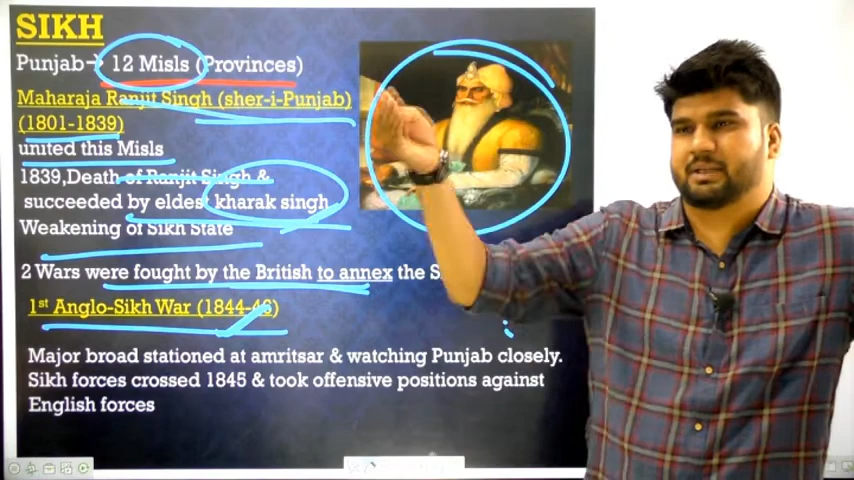 SIKH
Punjab→ 12 Misls (Provinces)
Maharaja Ranjit Singh (sher-i-Punjab)
(1801-1839)
united this Misls
1839,Death of Ranjit Singh &
succeeded by eldest kharak singh
Weakening of Sikh State
2 Wars were fought by the British to annex the S
1st Anglo-Sikh War (1844-46)
Major broad stationed at amritsar & watching Punjab closely.
Sikh forces crossed 1845 & took offensive positions against
English forces